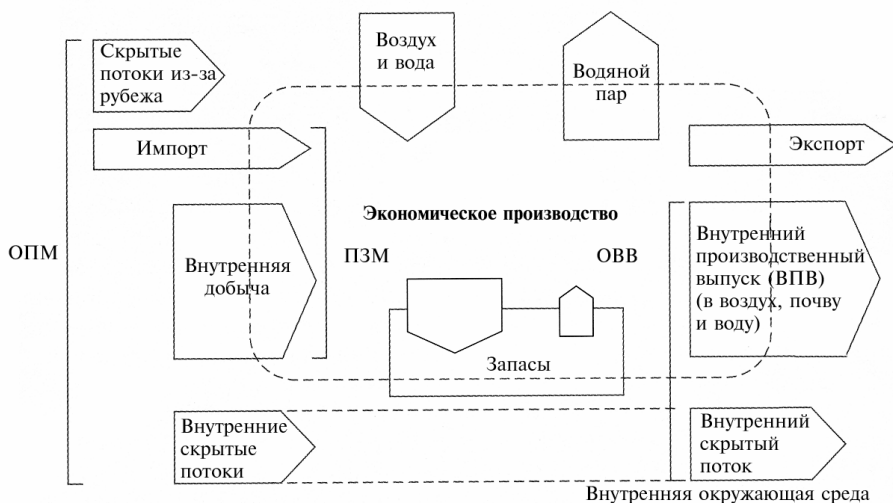 Скрытые
потоки из-за
рубежа
Воздух
и вода
Водяной
пар
Импорт
Экспорт
Экономическое производство
ОПМ
Внутренняя
добыча
ПЗМ
ОВВ
Внутренний
производственный
выпуск (ВПВ)
(в воздух, почву
и воду)
Запасы
Внутренние
скрытые
потоки
Внутренний
скрытый
поток
Внутренняя окружающая среда